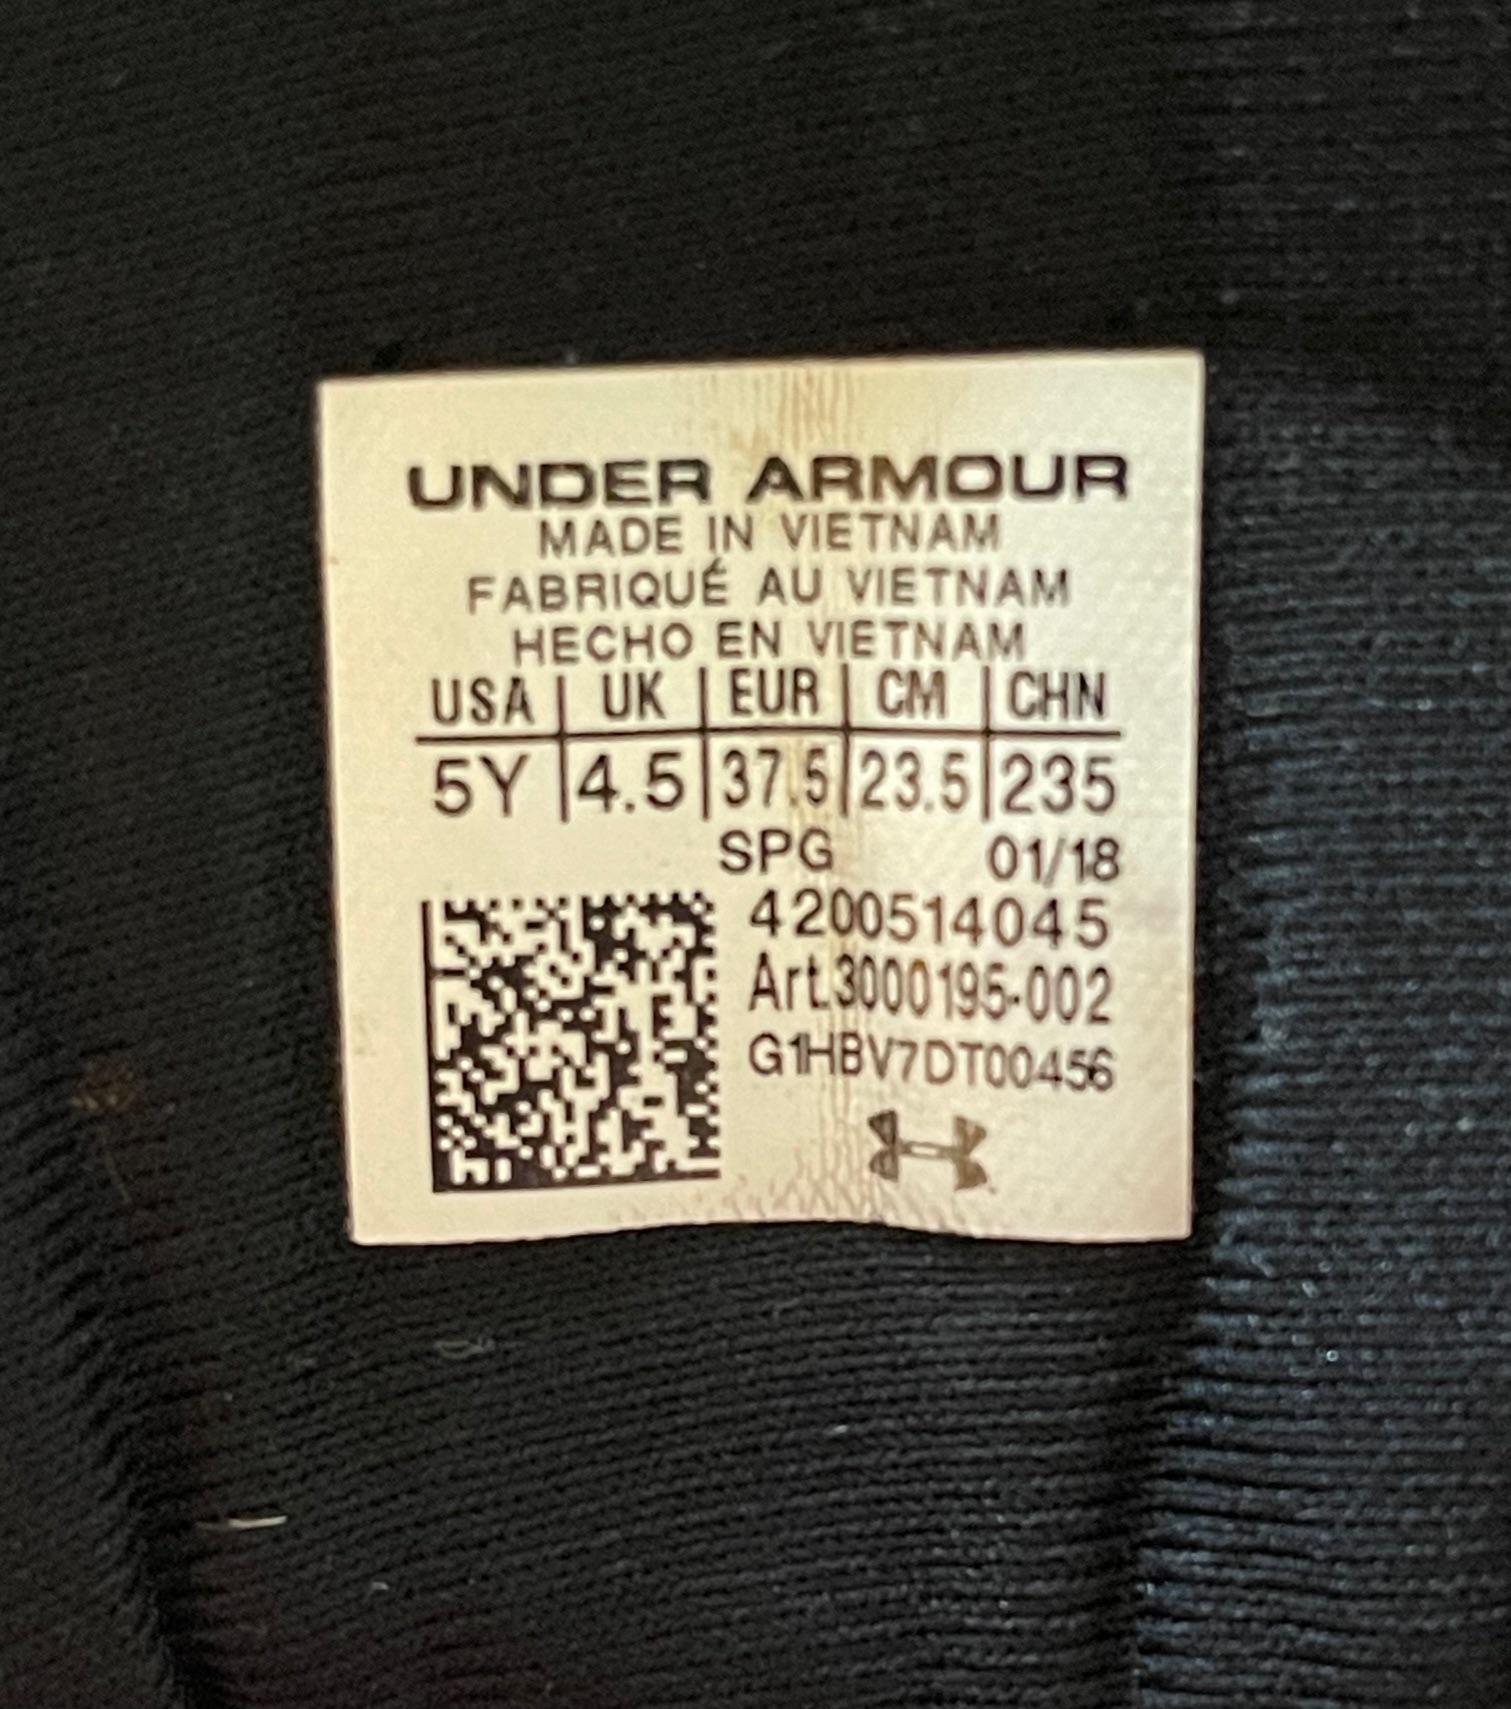 UNDER ARMOUR
MADE IN VIETNAM
FABRIQUÉ AU VIETNAM
HECHO EN VIETNAM
USA | UK | EUR | CM | CHN
5Y | 4.5 | 37.5 | 23.5 | 235
SPG 01/18
4200514045
Art.3000195-002
G1HBV7DT00456